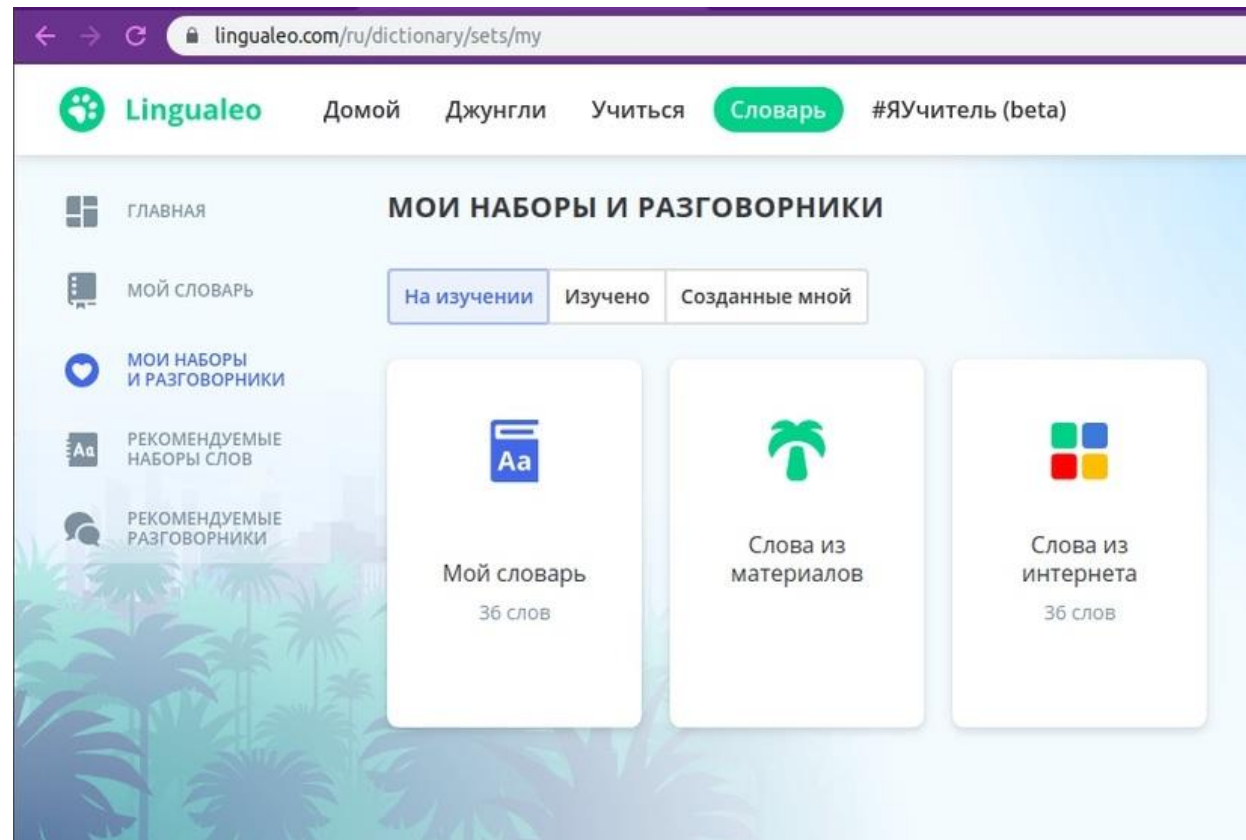 lingualeo.com/ru/dictionary/sets/my
Lingualeo Домой Джунгли Учиться Словарь #ЯУчитель (beta)
ГЛАВНАЯ
МОЙ СЛОВАРЬ
МОИ НАБОРЫ
И РАЗГОВОРНИКИ
Aa
РЕКОМЕНДУЕМЫЕ
НАБОРЫ СЛОВ
РЕКОМЕНДУЕМЫЕ
РАЗГОВОРНИКИ
МОИ НАБОРЫ И РАЗГОВОРНИКИ
На изучении Изучено Созданные мной
Aa
Мой словарь
36 слов
Слова из
материалов
Слова из
интернета
36 слов